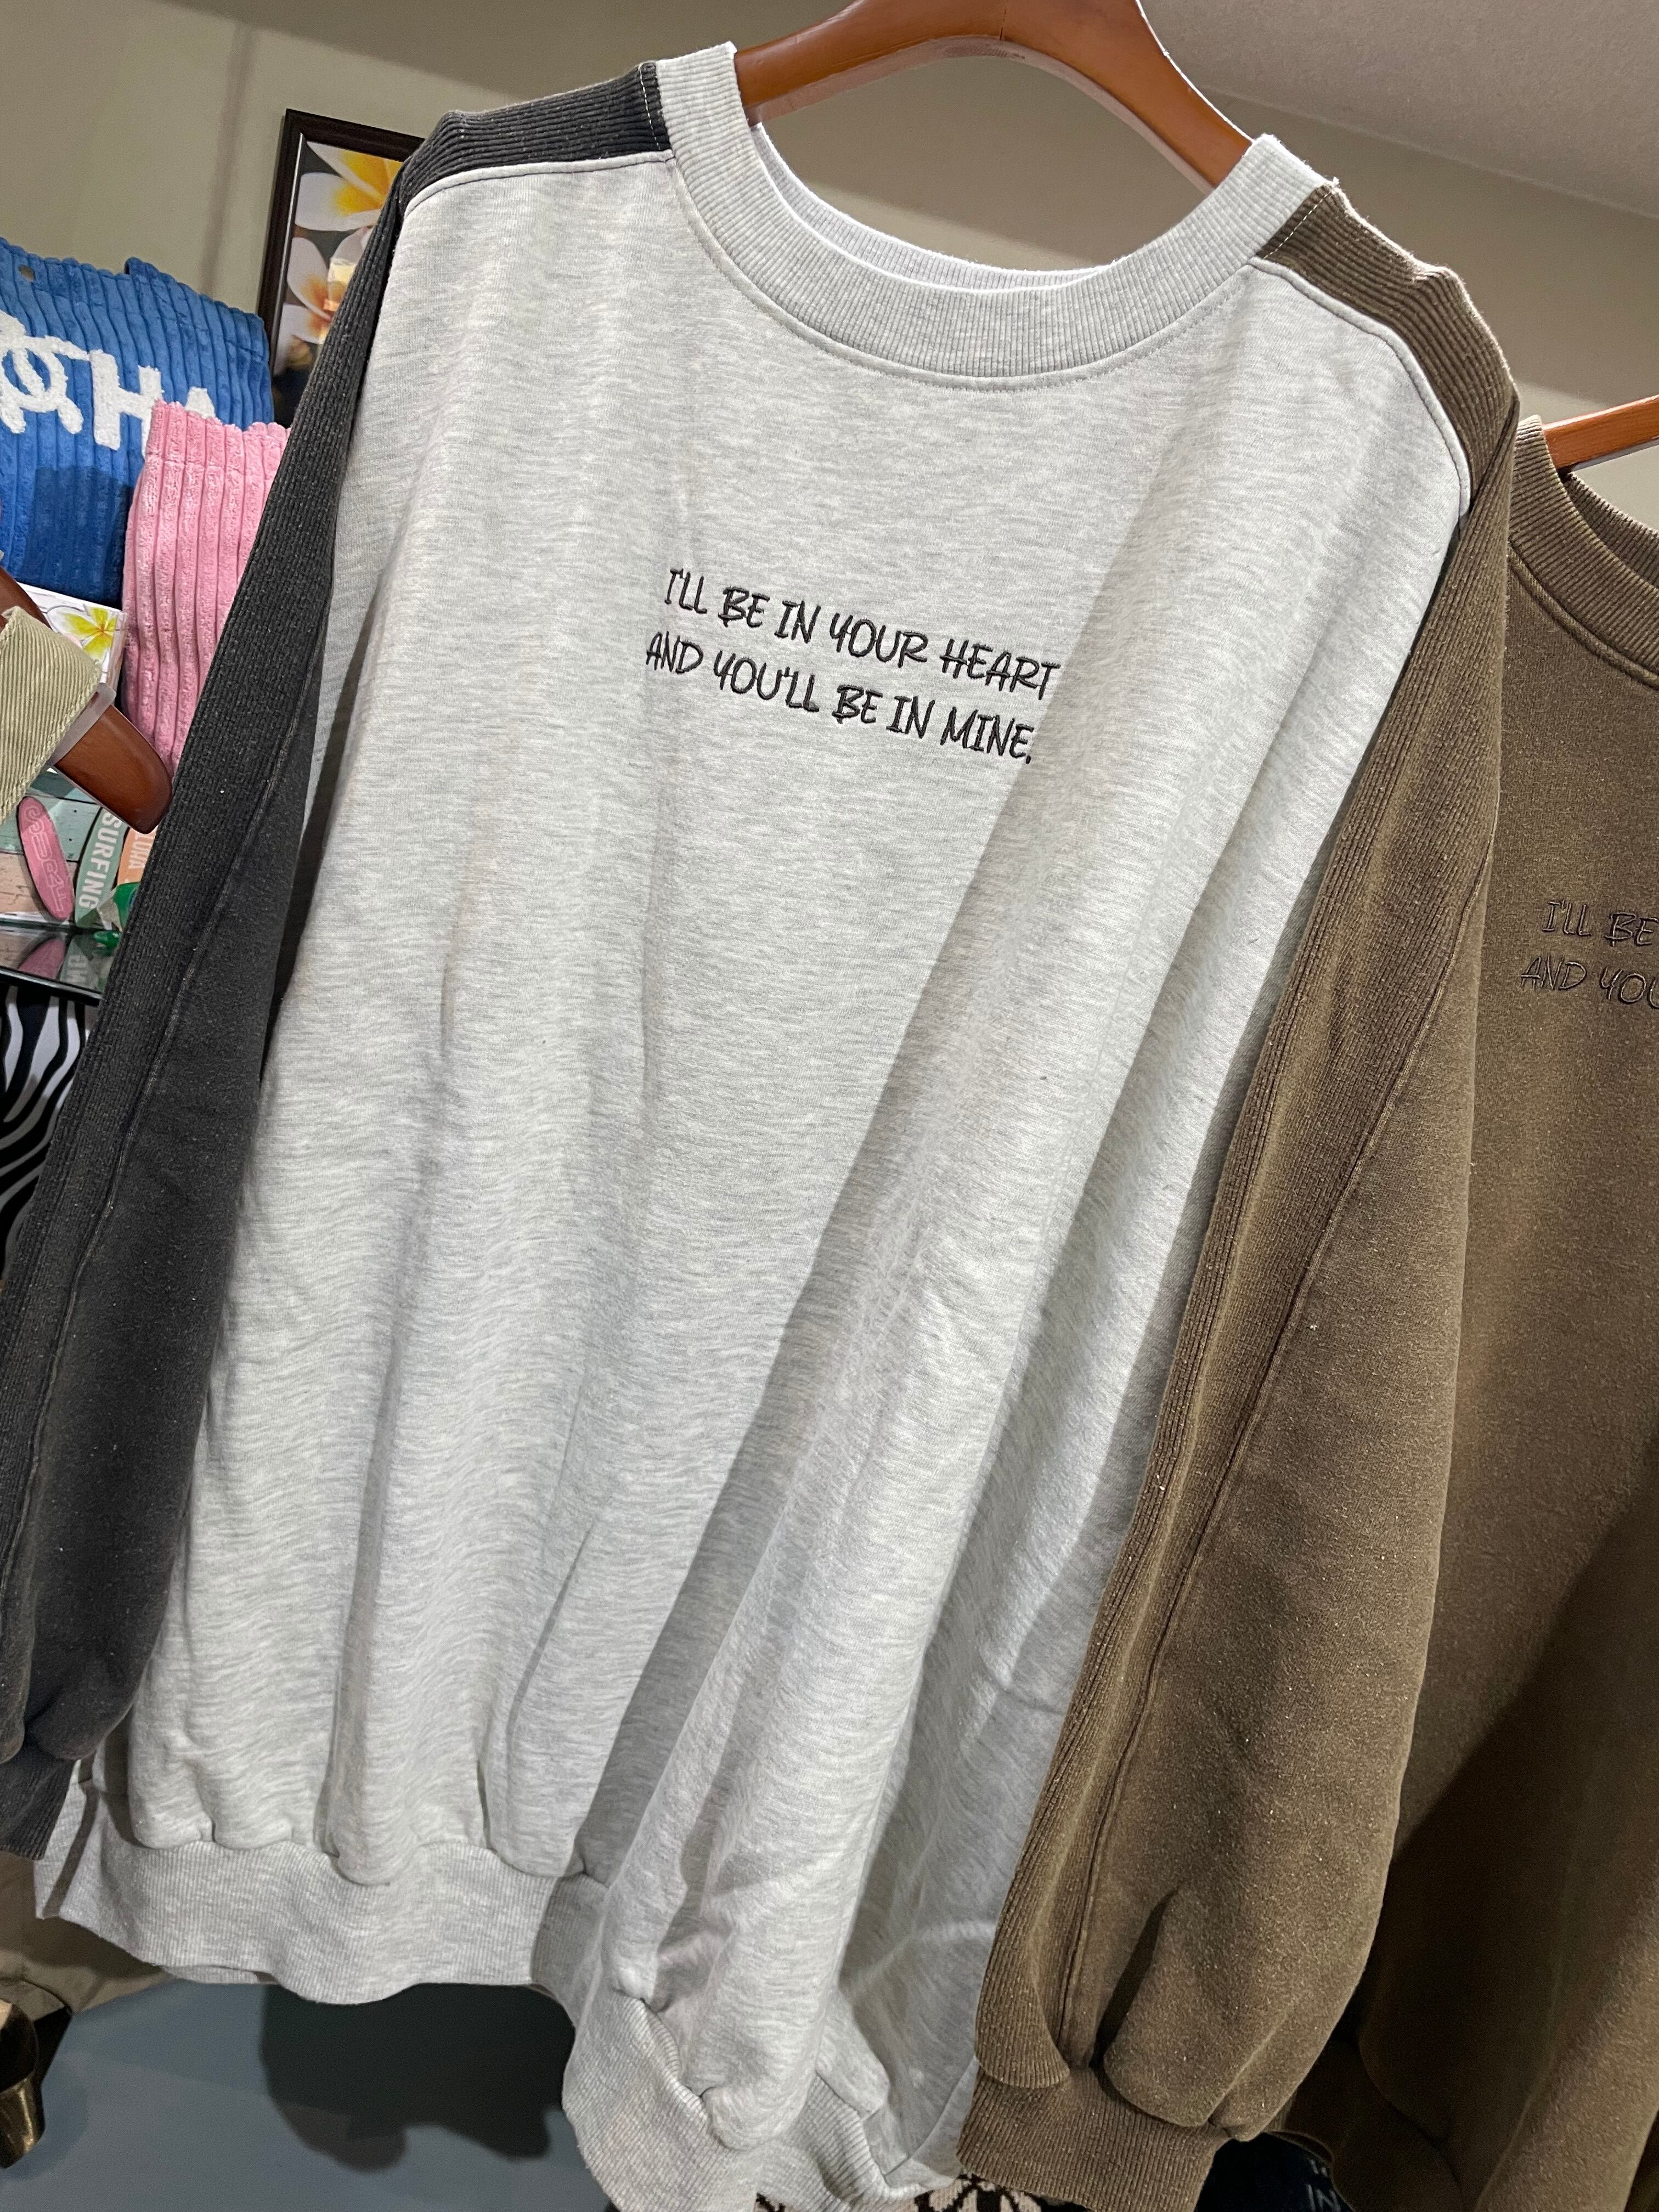 I'LL BE IN YOUR HEART
AND YOU'LL BE IN MINE.
I'LL BE
AND YOU
SURFING